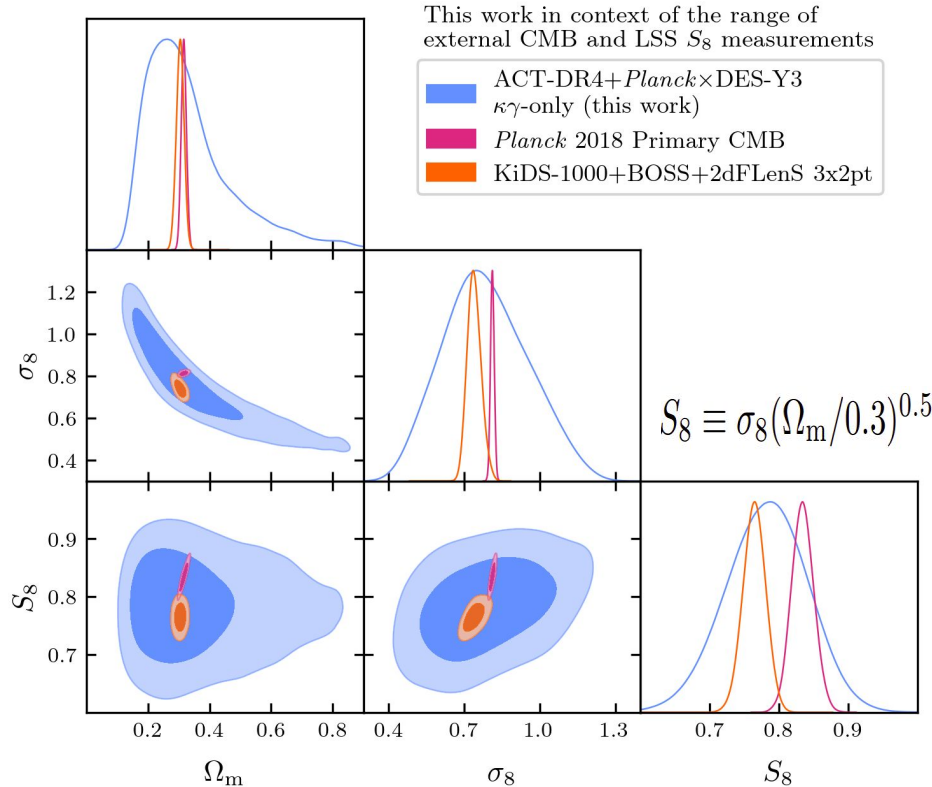 This work in context of the range of
external CMB and LSS S₈ measurements
ACT-DR4+Planck×DES-Y3
κγ-only (this work)
Planck 2018 Primary CMB
KiDS-1000+BOSS+2dFLenS 3x2pt
1.2
1.0
0.8
0.6
0.4
σ₈
S₈ ≡ σ₈(Ωₘ/0.3)^0.5
0.9
0.8
0.7
S₈
0.2 0.4 0.6 0.8
0.4 0.7 1.0 1.3
0.7 0.8 0.9
Ωₘ
σ₈
S₈